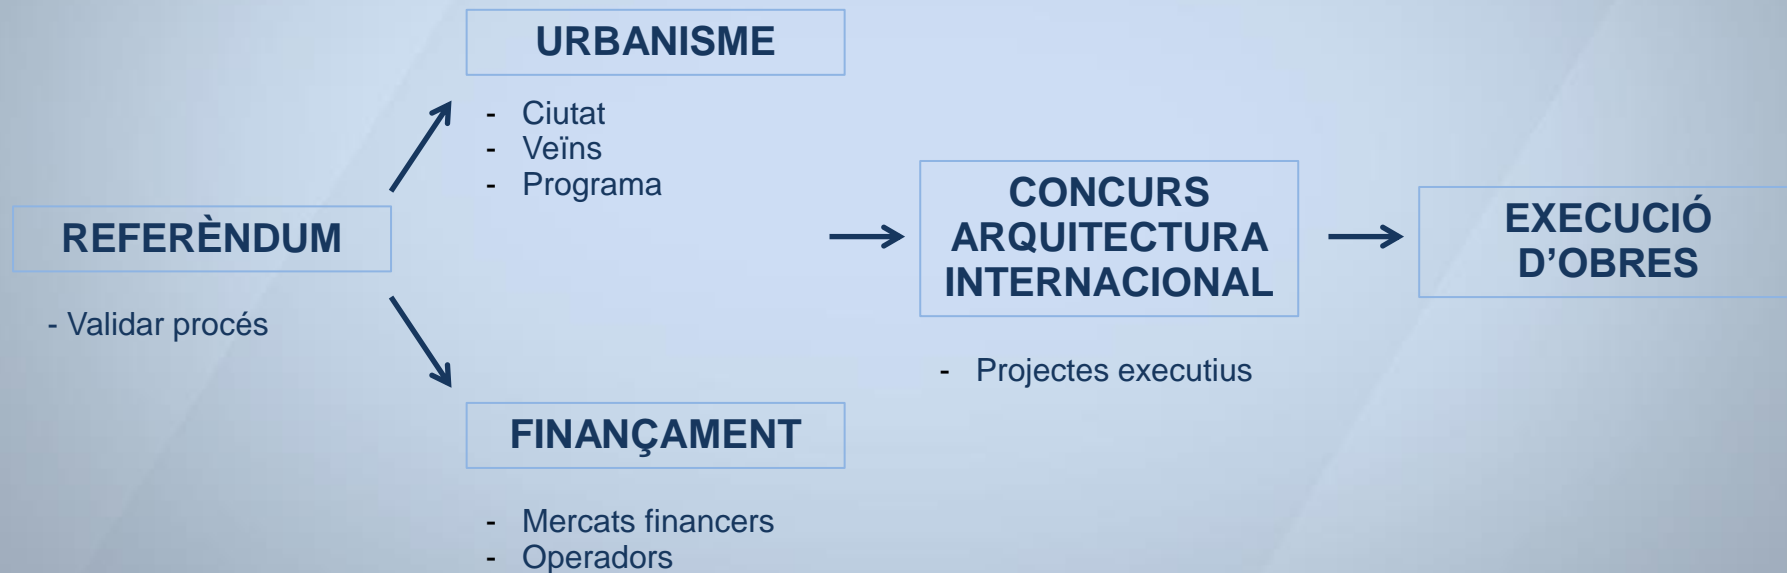 URBANISME
- Ciutat
- Veïns
- Programa
REFERÈNDUM
- Validar procés
FINANÇAMENT
- Mercats financers
- Operadors
CONCURS
ARQUITECTURA
INTERNACIONAL
- Projectes executius
EXECUCIÓ
D’OBRES